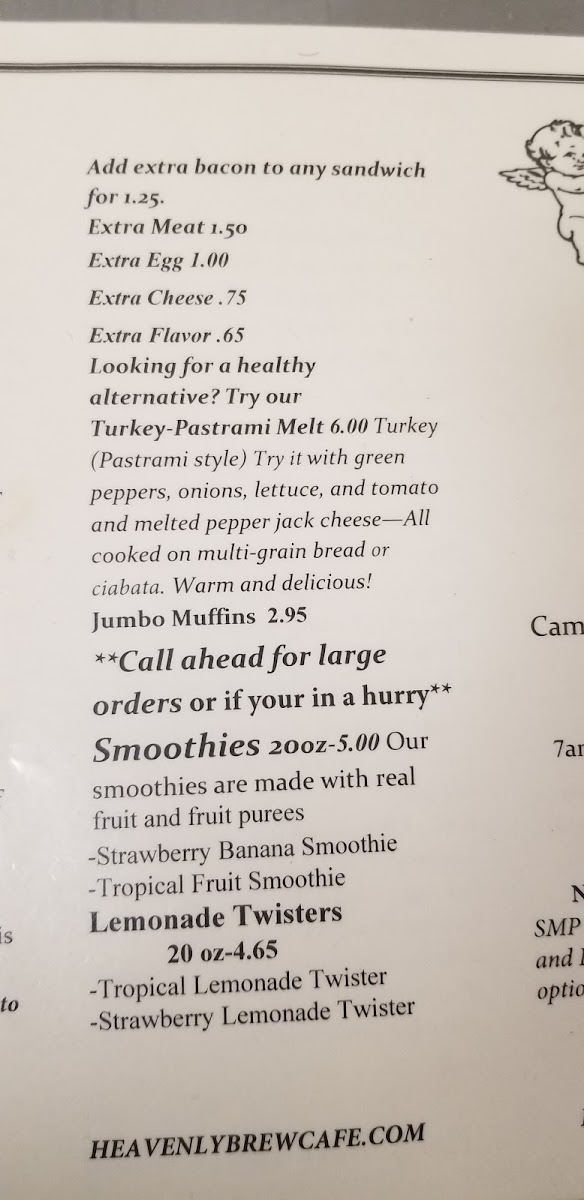 Add extra bacon to any sandwich
for 1.25.
Extra Meat 1.50
Extra Egg 1.00
Extra Cheese .75
Extra Flavor .65
Looking for a healthy
alternative? Try our
Turkey-Pastrami Melt 6.00 Turkey
(Pastrami style) Try it with green
peppers, onions, lettuce, and tomato
and melted pepper jack cheese—All
cooked on multi-grain bread or
ciabata. Warm and delicious!
Jumbo Muffins 2.95
**Call ahead for large
orders or if your in a hurry**
Smoothies 20oz-5.00 Our
smoothies are made with real
fruit and fruit purees
-Strawberry Banana Smoothie
-Tropical Fruit Smoothie
Lemonade Twisters
20 oz-4.65
-Tropical Lemonade Twister
-Strawberry Lemonade Twister
HEAVENLYBREWCAFE.COM
to
SMP
and